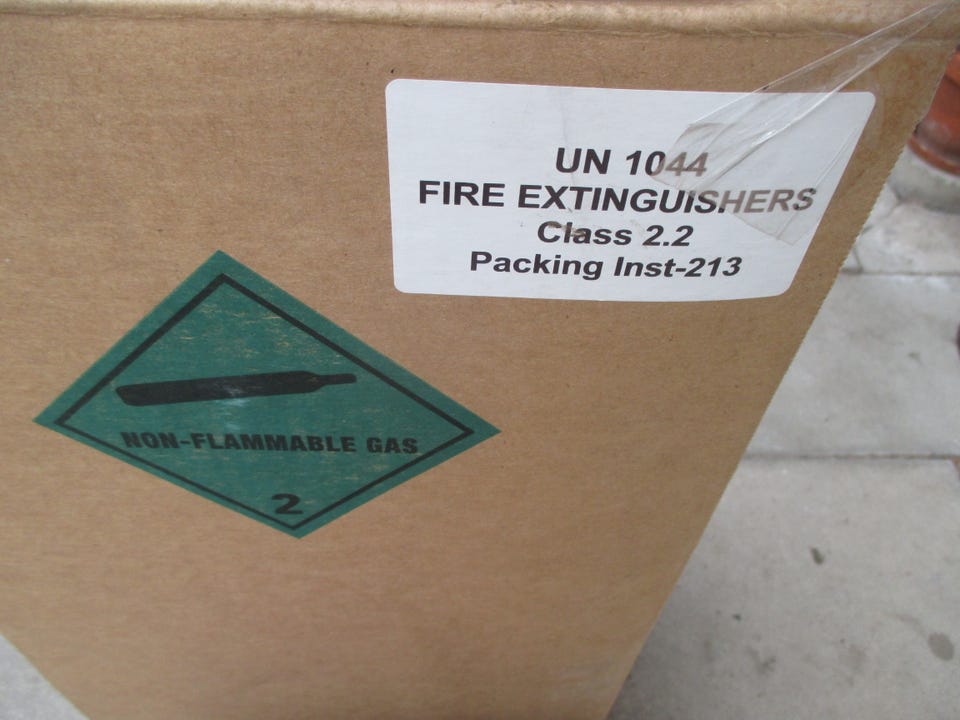 UN 1044
FIRE EXTINGUISHERS
Class 2.2
Packing Inst-213
NON-FLAMMABLE GAS
2